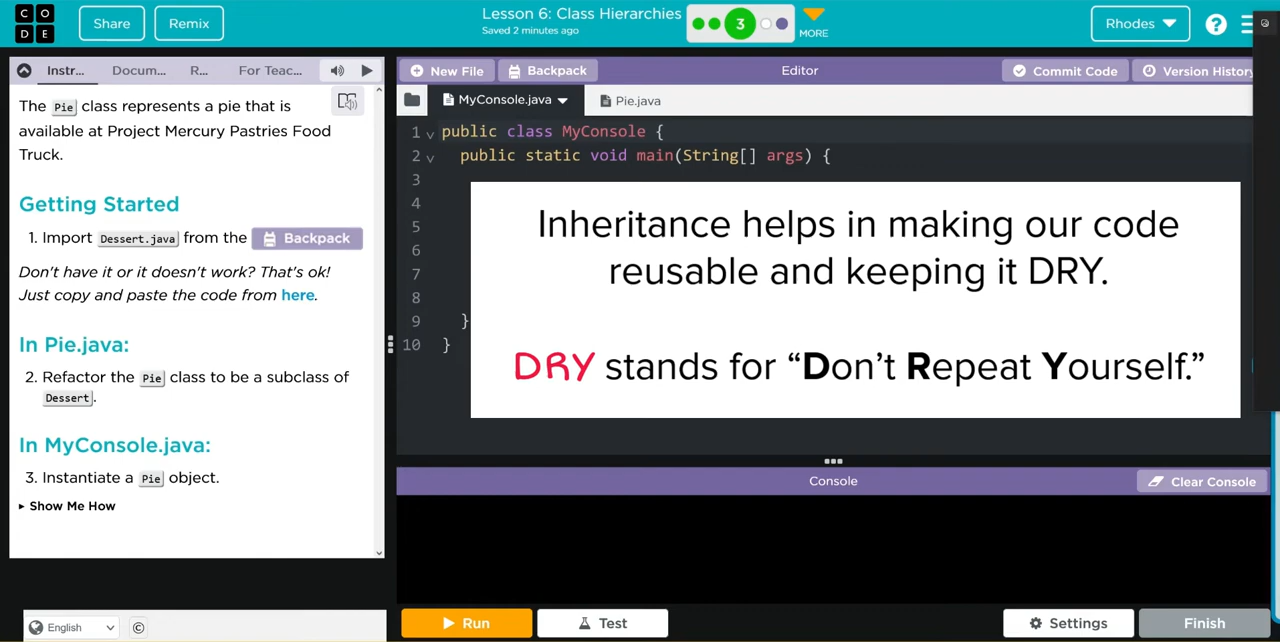 CODE
Share
Remix
Lesson 6: Class Hierarchies
Saved 2 minutes ago
3
MORE
Rhodes
?
Instr...
Docum...
R...
For Teac...
The Pie class represents a pie that is
available at Project Mercury Pastries Food
Truck.
Getting Started
1. Import Dessert.java from the Backpack
Don't have it or it doesn't work? That's ok!
Just copy and paste the code from here.
In Pie.java:
2. Refactor the Pie class to be a subclass of
Dessert.
In MyConsole.java:
3. Instantiate a Pie object.
Show Me How
English
©
New File
Backpack
Editor
Commit Code
Version History
MyConsole.java
Pie.java
1 public class MyConsole {
2 public static void main(String[] args) {
3
4
5
6
7
8
9 }
10 }
Inheritance helps in making our code
reusable and keeping it DRY.
DRY stands for “Don’t Repeat Yourself.”
Console
Clear Console
Run
Test
Settings
Finish